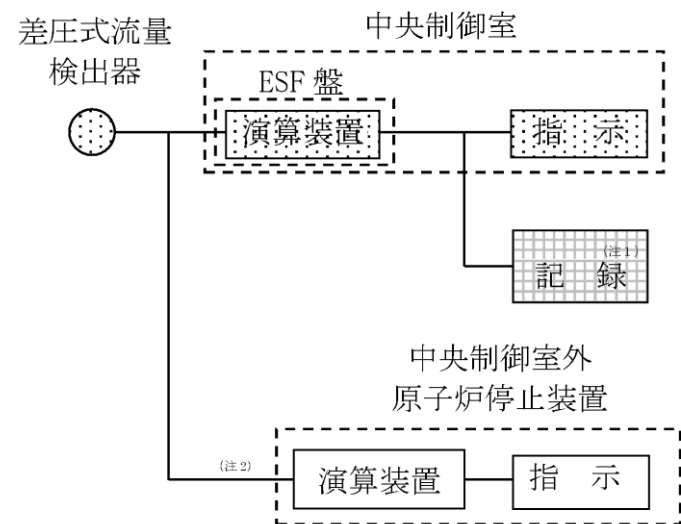 差圧式流量
検出器
中央制御室
ESF 盤
演算装置
指 示
(注1)
記 録
中央制御室外
原子炉停止装置
(注2)
演算装置
指 示